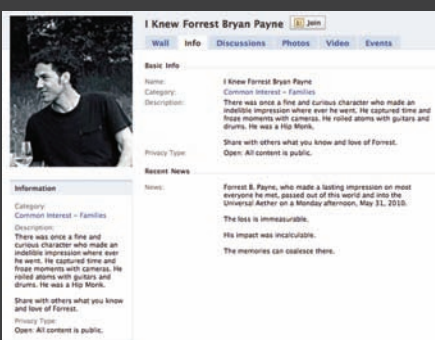 I Knew Forrest Bryan Payne
Join
Wall Info Discussions Photos Video Events
Basic Info
Name: I Knew Forrest Bryan Payne
Category: Common Interest – Families
Description: There was once a fine and curious character who made an
indelible impression where ever he went. He captured time and
froze moments with cameras. He roiled atoms with guitars and
drums. He was a Hip Monk.
Share with others what you know and love of Forrest.
Privacy Type: Open: All content is public.
Recent News
News: Forrest B. Payne, who made a lasting impression on most
everyone he met, passed out of this world and into the
Universal Aether on a Monday afternoon, May 31, 2010.
The loss is immeasurable.
His impact was incalculable.
The memories can coalesce there.
Information
Category:
Common Interest – Families
Description:
There was once a fine and
curious character who made an
indelible impression where ever
he went. He captured time and
froze moments with cameras. He
roiled atoms with guitars and
drums. He was a Hip Monk.
Share with others what you know
and love of Forrest.
Privacy Type:
Open: All content is public.